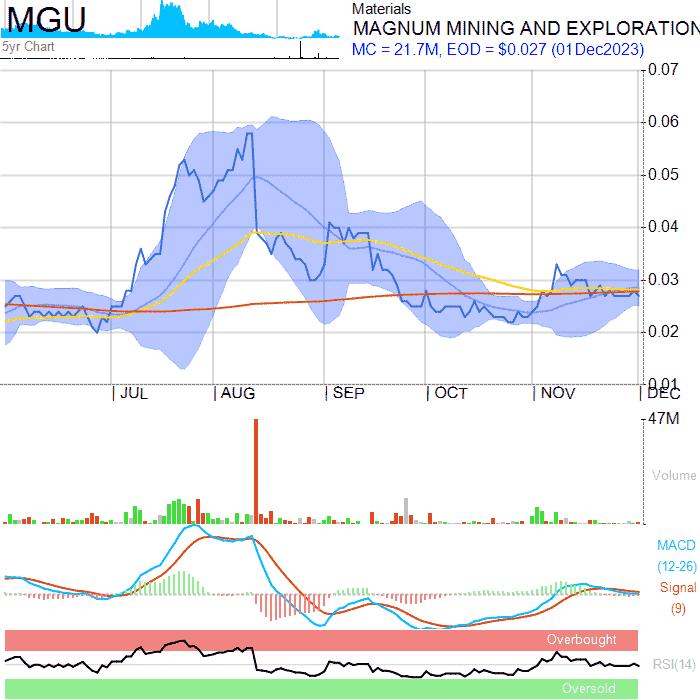 MGU
Materials
MAGNUM MINING AND EXPLORATION
MC = 21.7M, EOD = $0.027 (01Dec2023)
5yr Chart
0.07
0.06
0.05
0.04
0.03
0.02
0.01
JUL
AUG
SEP
OCT
NOV
DEC
47M
Volume
MACD
(12-26)
Signal
(9)
Overbought
RSI(14)
Oversold